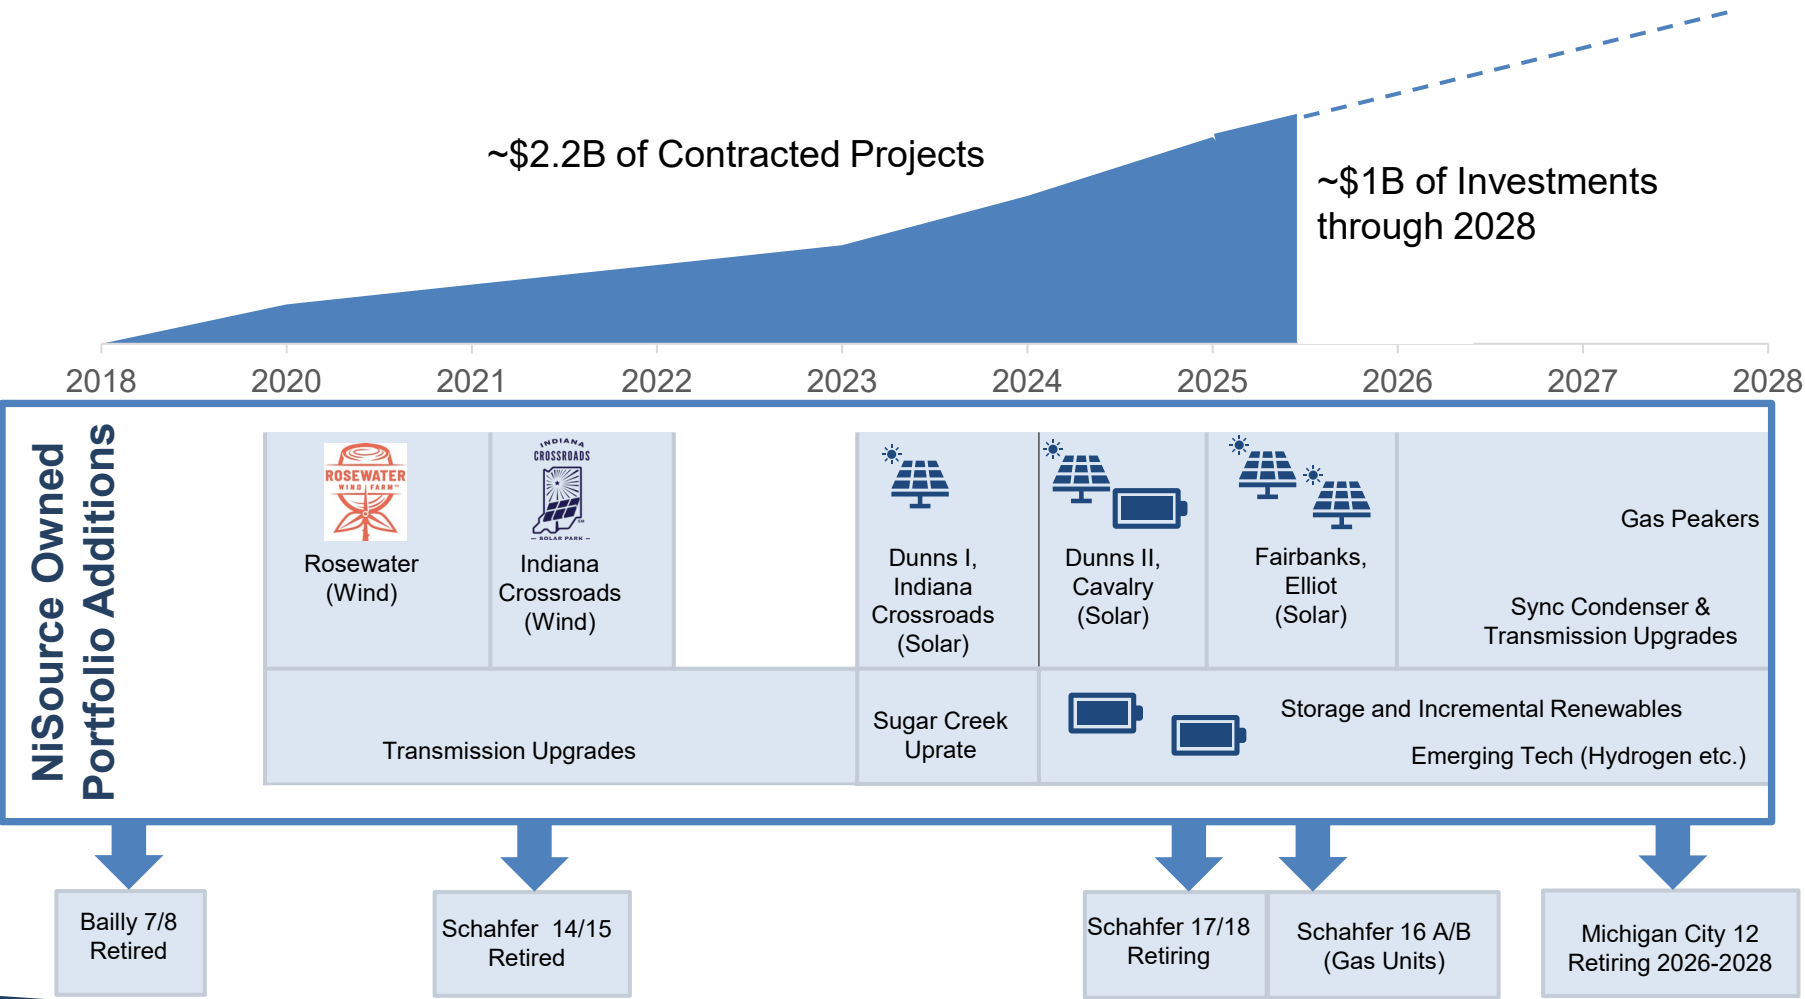 ~$2.2B of Contracted Projects
~$1B of Investments
through 2028
2018
2020
2021
2022
2023
2024
2025
2026
2027
2028
NiSource Owned
Portfolio Additions
ROSEWATER
WIND FARM™
Rosewater
(Wind)
INDIANA
CROSSROADS
SOLAR PARK
Indiana
Crossroads
(Wind)
Dunns I,
Indiana
Crossroads
(Solar)
Dunns II,
Cavalry
(Solar)
Fairbanks,
Elliot
(Solar)
Gas Peakers
Sync Condenser &
Transmission Upgrades
Transmission Upgrades
Sugar Creek
Uprate
Storage and Incremental Renewables
Emerging Tech (Hydrogen etc.)
Bailly 7/8
Retired
Schahfer 14/15
Retired
Schahfer 17/18
Retiring
Schahfer 16 A/B
(Gas Units)
Michigan City 12
Retiring 2026-2028